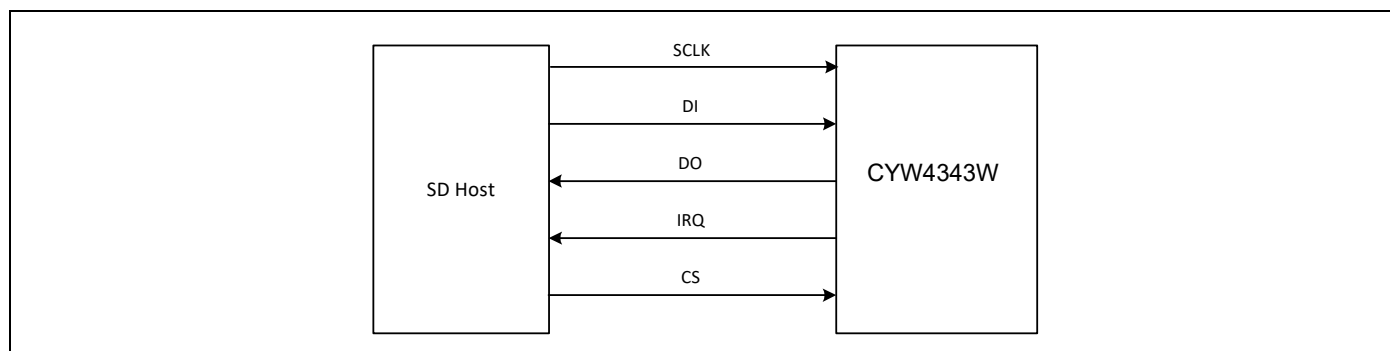 SCLK
DI
SD Host
DO
CYW4343W
IRQ
CS